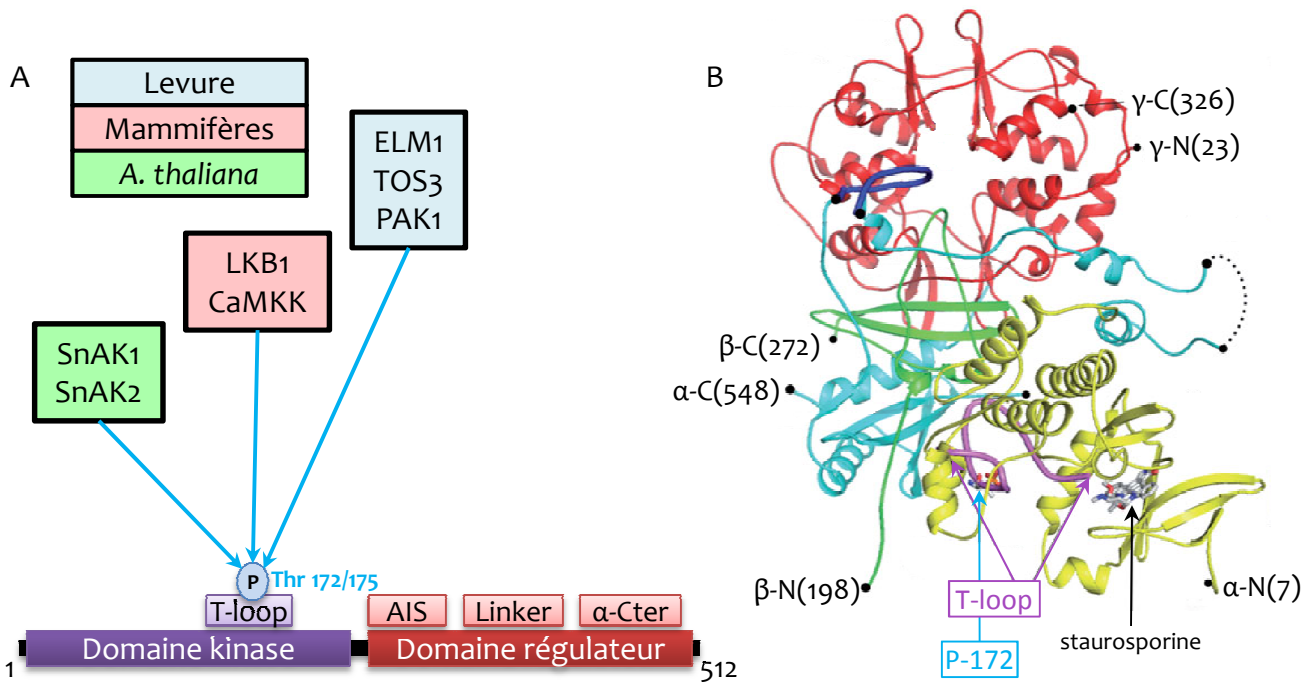 A
Levure
Mammifères
A. thaliana
ELM1
TOS3
PAK1
LKB1
CaMKK
SnAK1
SnAK2
P
Thr 172/175
T-loop
AIS
Linker
α-Cter
1
Domaine kinase
Domaine régulateur
512
B
γ-C(326)
γ-N(23)
β-C(272)
α-C(548)
β-N(198)
T-loop
α-N(7)
staurosporine
P-172